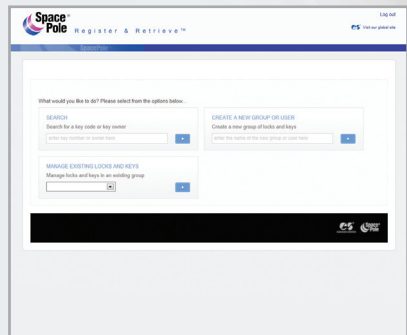 Space
Pole
Register & Retrieve™
Log out
Visit our global site
SpacePole
What would you like to do? Please select from the options below...
SEARCH
Search for a key code or key owner
enter key number or owner here
CREATE A NEW GROUP OR USER
Create a new group of locks and keys
enter the name of the new group or user here
MANAGE EXISTING LOCKS AND KEYS
Manage locks and keys in an existing group
Space
Pole